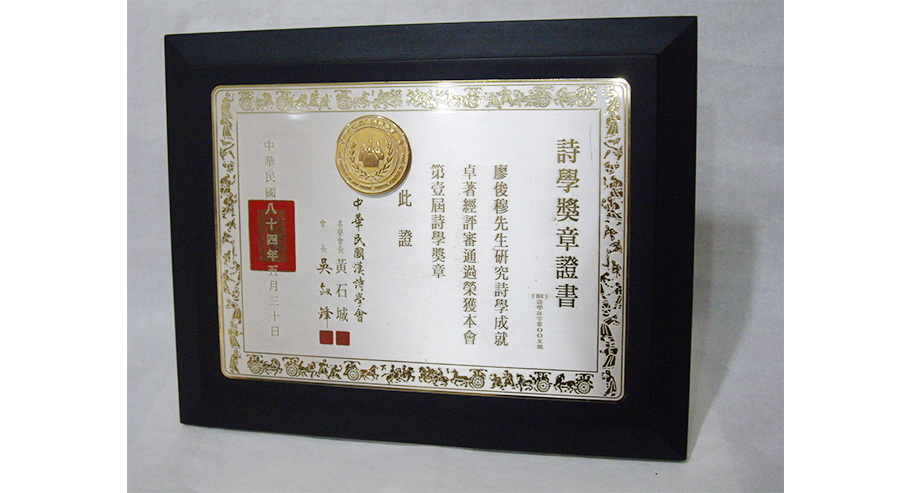 詩學獎章證書
廖俊穆先生研究詩學成就
卓著經評審通過榮獲本會
第壹屆詩學獎章
此證
中華民國漢詩學會
名譽會長 黃石城
會長 吳
中華民國八十四年五月三十日